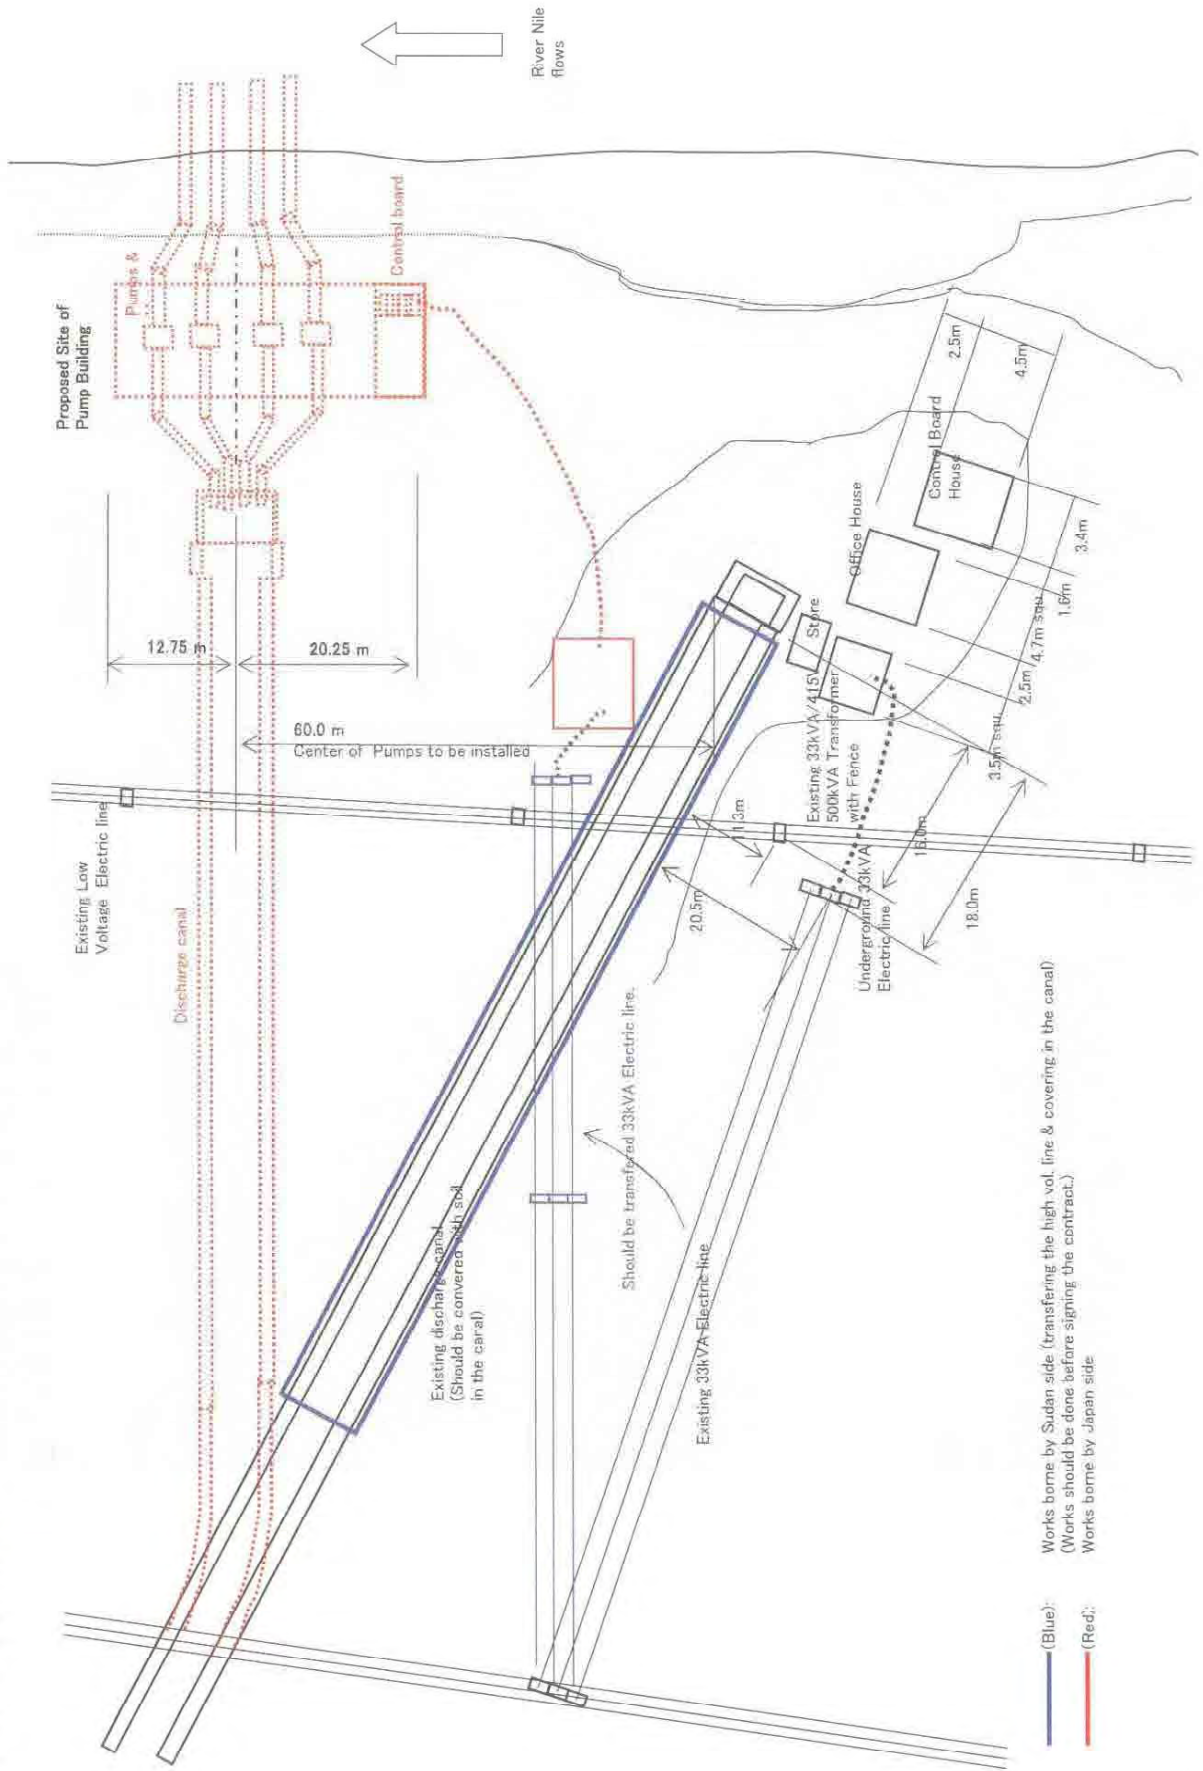 River Nile
flows
Proposed Site of
Pump Building
Pumps &
Control board
12.75 m
20.25 m
60.0 m
Center of Pumps to be installed
Existing Low
Voltage Electric line
Discharge canal
2.5m
4.5m
Control Board
House
Office House
3.4m
1.6m
4.7m squ.
2.5m
3.5m squ.
Store
Existing 33kVA/415V
500kVA Transformer
with Fence
11.3m
16.0m
18.0m
20.5m
Underground 33kVA
Electric line
Should be transfered 33kVA Electric line.
Existing discharge canal
(Should be convered with soil
in the canal)
Existing 33kVA Electric line
(Blue): Works borne by Sudan side (transfering the high vol. line & covering in the canal)
(Works should be done before signing the contract.)
(Red): Works borne by Japan side